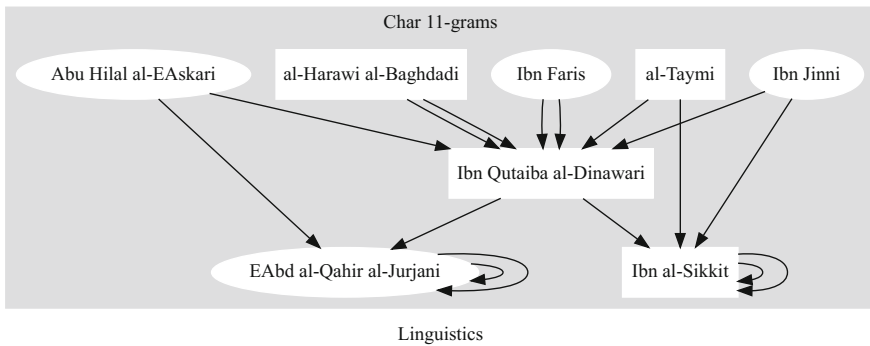 Char 11-grams
Abu Hilal al-EAskari al-Harawi al-Baghdadi Ibn Faris al-Taymi Ibn Jinni
Ibn Qutaiba al-Dinawari
EAbd al-Qahir al-Jurjani Ibn al-Sikkit
Linguistics